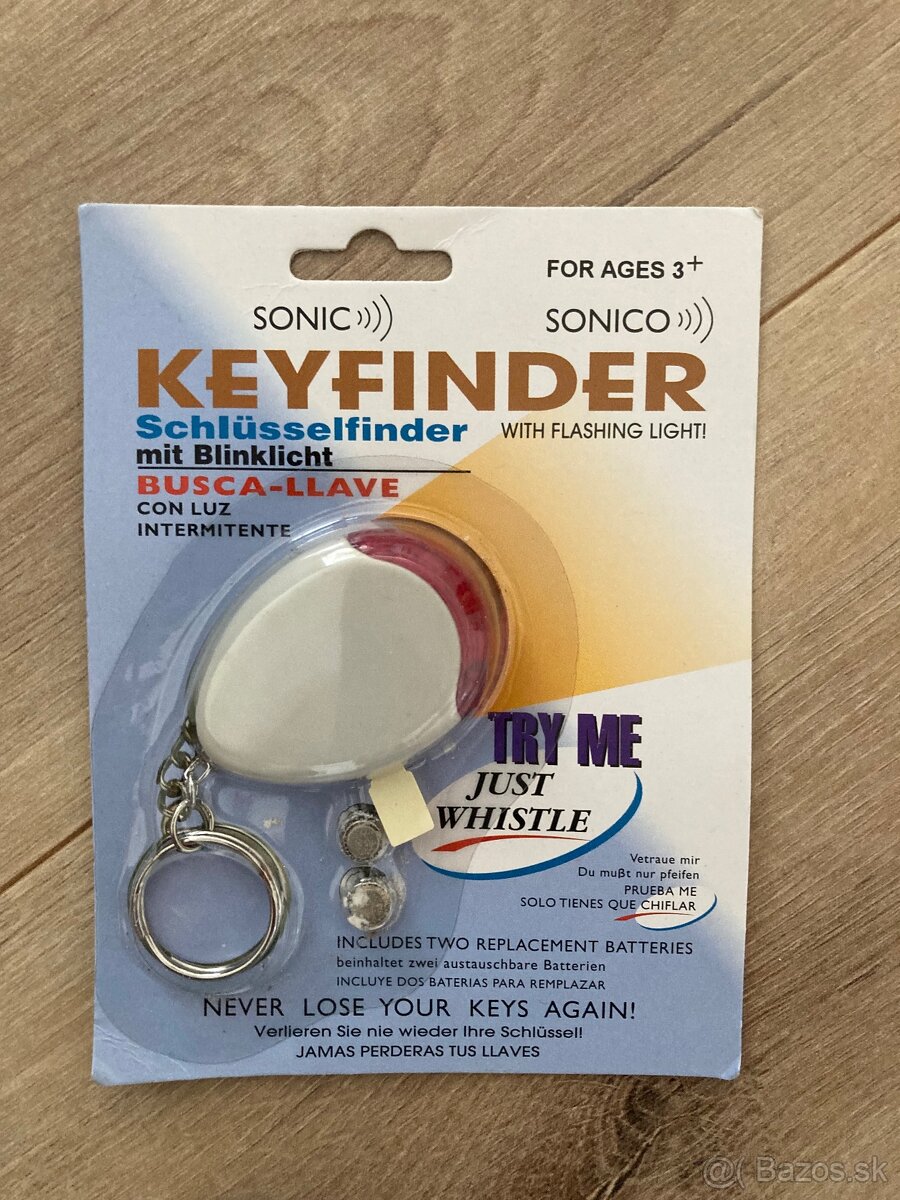 FOR AGES 3+
SONIC
SONICO
KEYFINDER
Schlüsselfinder
WITH FLASHING LIGHT!
mit Blinklicht
BUSCA-LLAVE
CON LUZ
INTERMITENTE
TRY ME
JUST
WHISTLE
Vetraue mir
Du mußt nur pfeifen
PRUEBA ME
SOLO TIENES QUE CHIFLAR
INCLUDES TWO REPLACEMENT BATTERIES
beinhaltet zwei austauschbare Batterien
INCLUYE DOS BATERIAS PARA REMPLAZAR
NEVER LOSE YOUR KEYS AGAIN!
Verlieren Sie nie wieder Ihre Schlüssel!
JAMAS PERDERAS TUS LLAVES
@( Bazos.sk